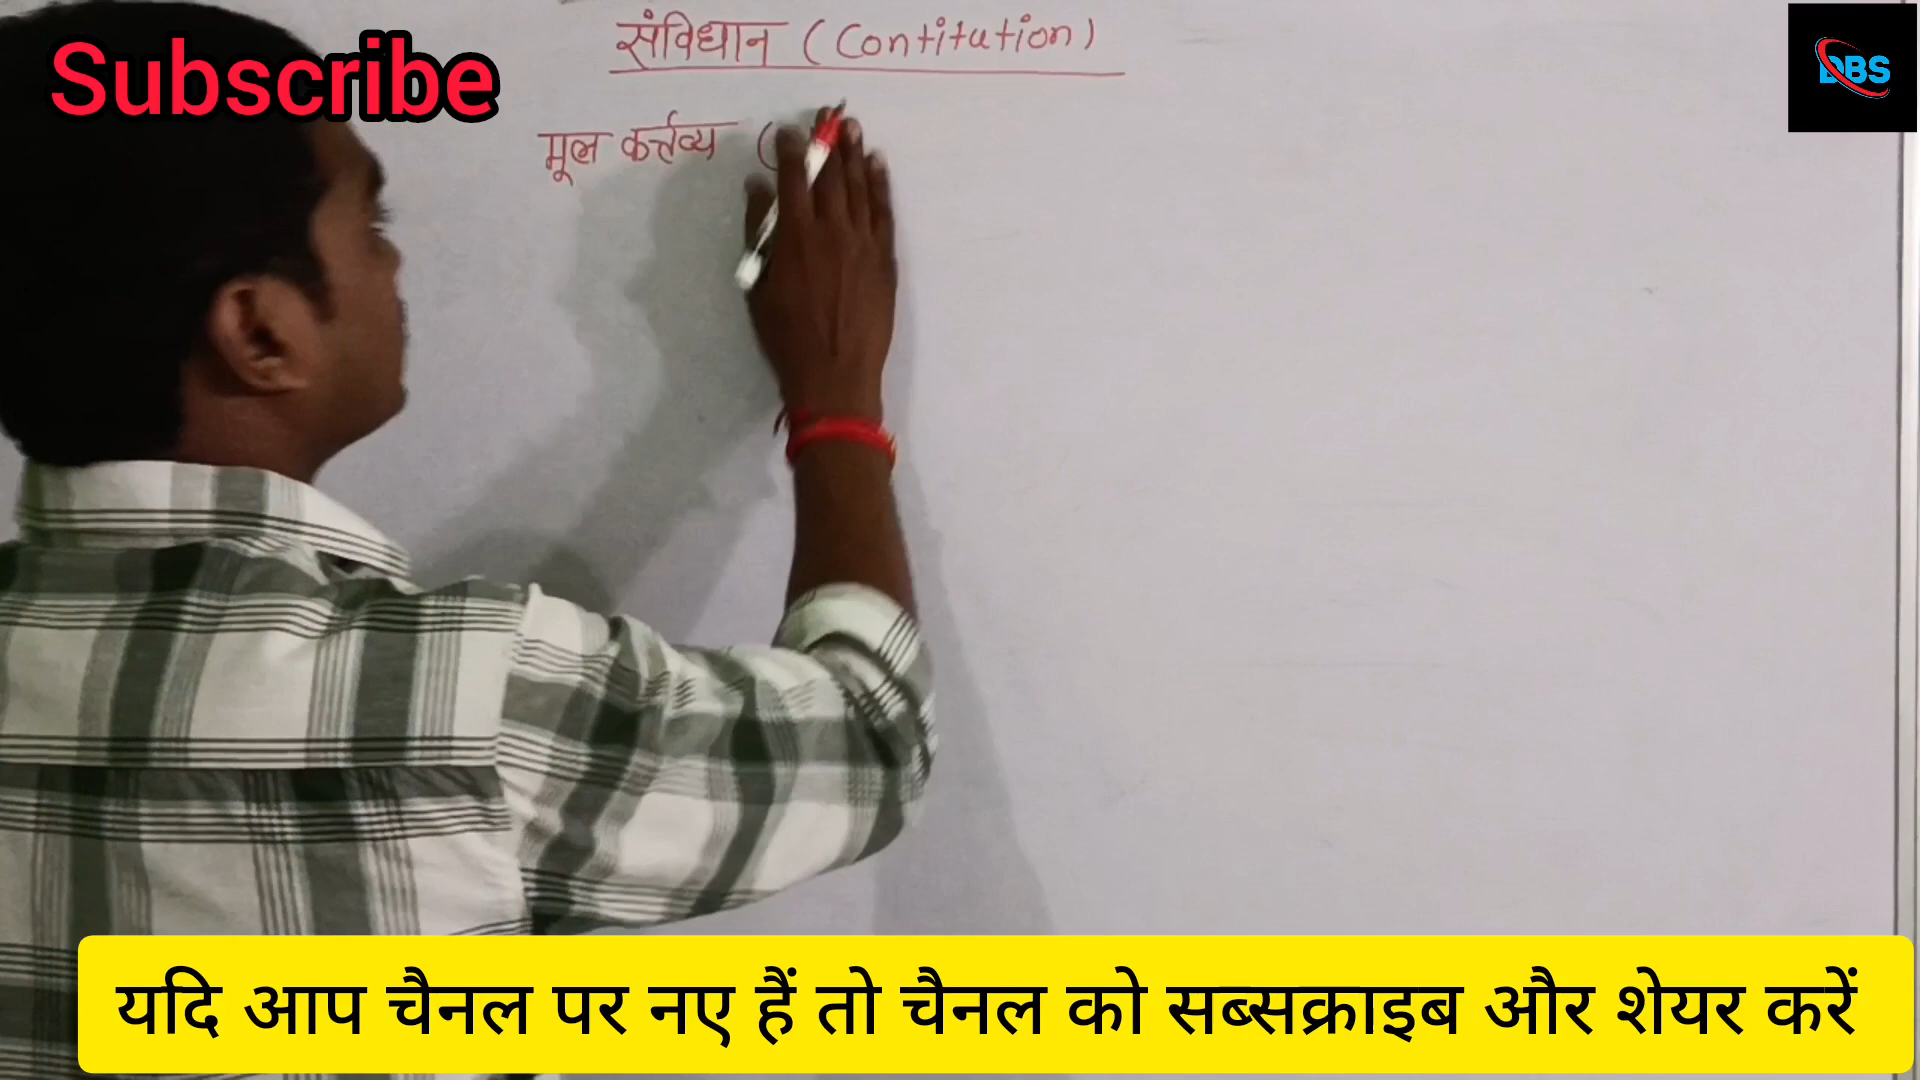 संविधान (Contitution)
Subscribe
DBS
मूल कर्त्तव्य (
यदि आप चैनल पर नए हैं तो चैनल को सब्सक्राइब और शेयर करें